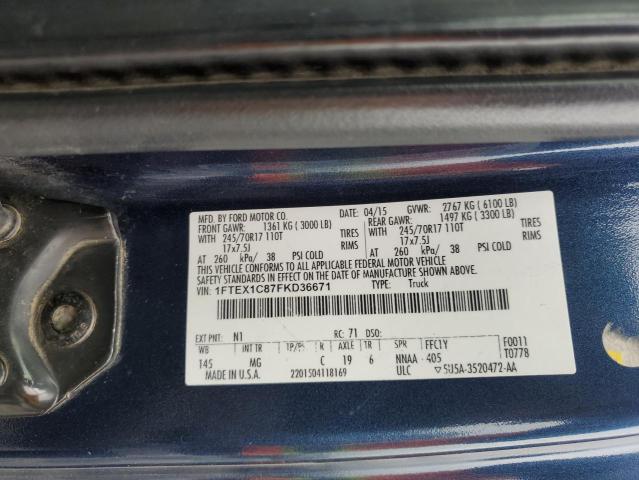 MFD. BY FORD MOTOR CO.
04/15 GVWR: 2767 KG ( 6100 LB)
FRONT GAWR: 1361 KG ( 3000 LB) REAR GAWR: 1497 KG ( 3300 LB)
WITH 245/70R17 110T TIRES WITH 245/70R17 110T TIRES
17x7.5J RIMS 17x7.5J RIMS
AT 260 kPa/ 38 PSI COLD AT 260 kPa/ 38 PSI COLD
THIS VEHICLE CONFORMS TO ALL APPLICABLE FEDERAL MOTOR VEHICLE
SAFETY STANDARDS IN EFFECT ON THE DATE OF MANUFACTURE SHOWN ABOVE.
VIN: 1FTEX1C87FKD36671 TYPE: Truck
EXT PNT: N1 RC: 71 DSO:
WB INT TR TP/PS R AXLE TR SPR FFC1Y F0011
145 MG C 19 6 NNAA - 405 T0778
MADE IN U.S.A. 2201504118169 ULC ▽5U5A-3520472-AA